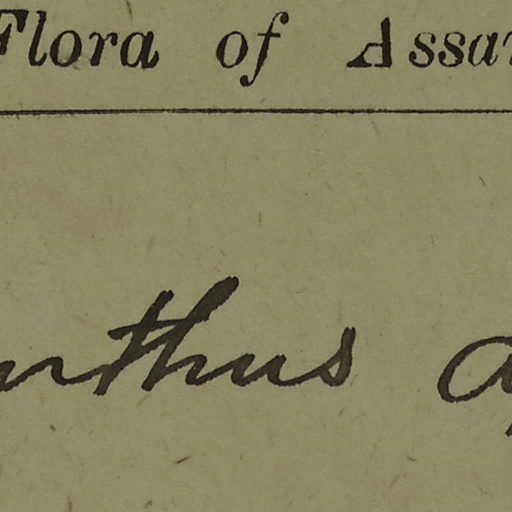 Flora of Assa
nthus a